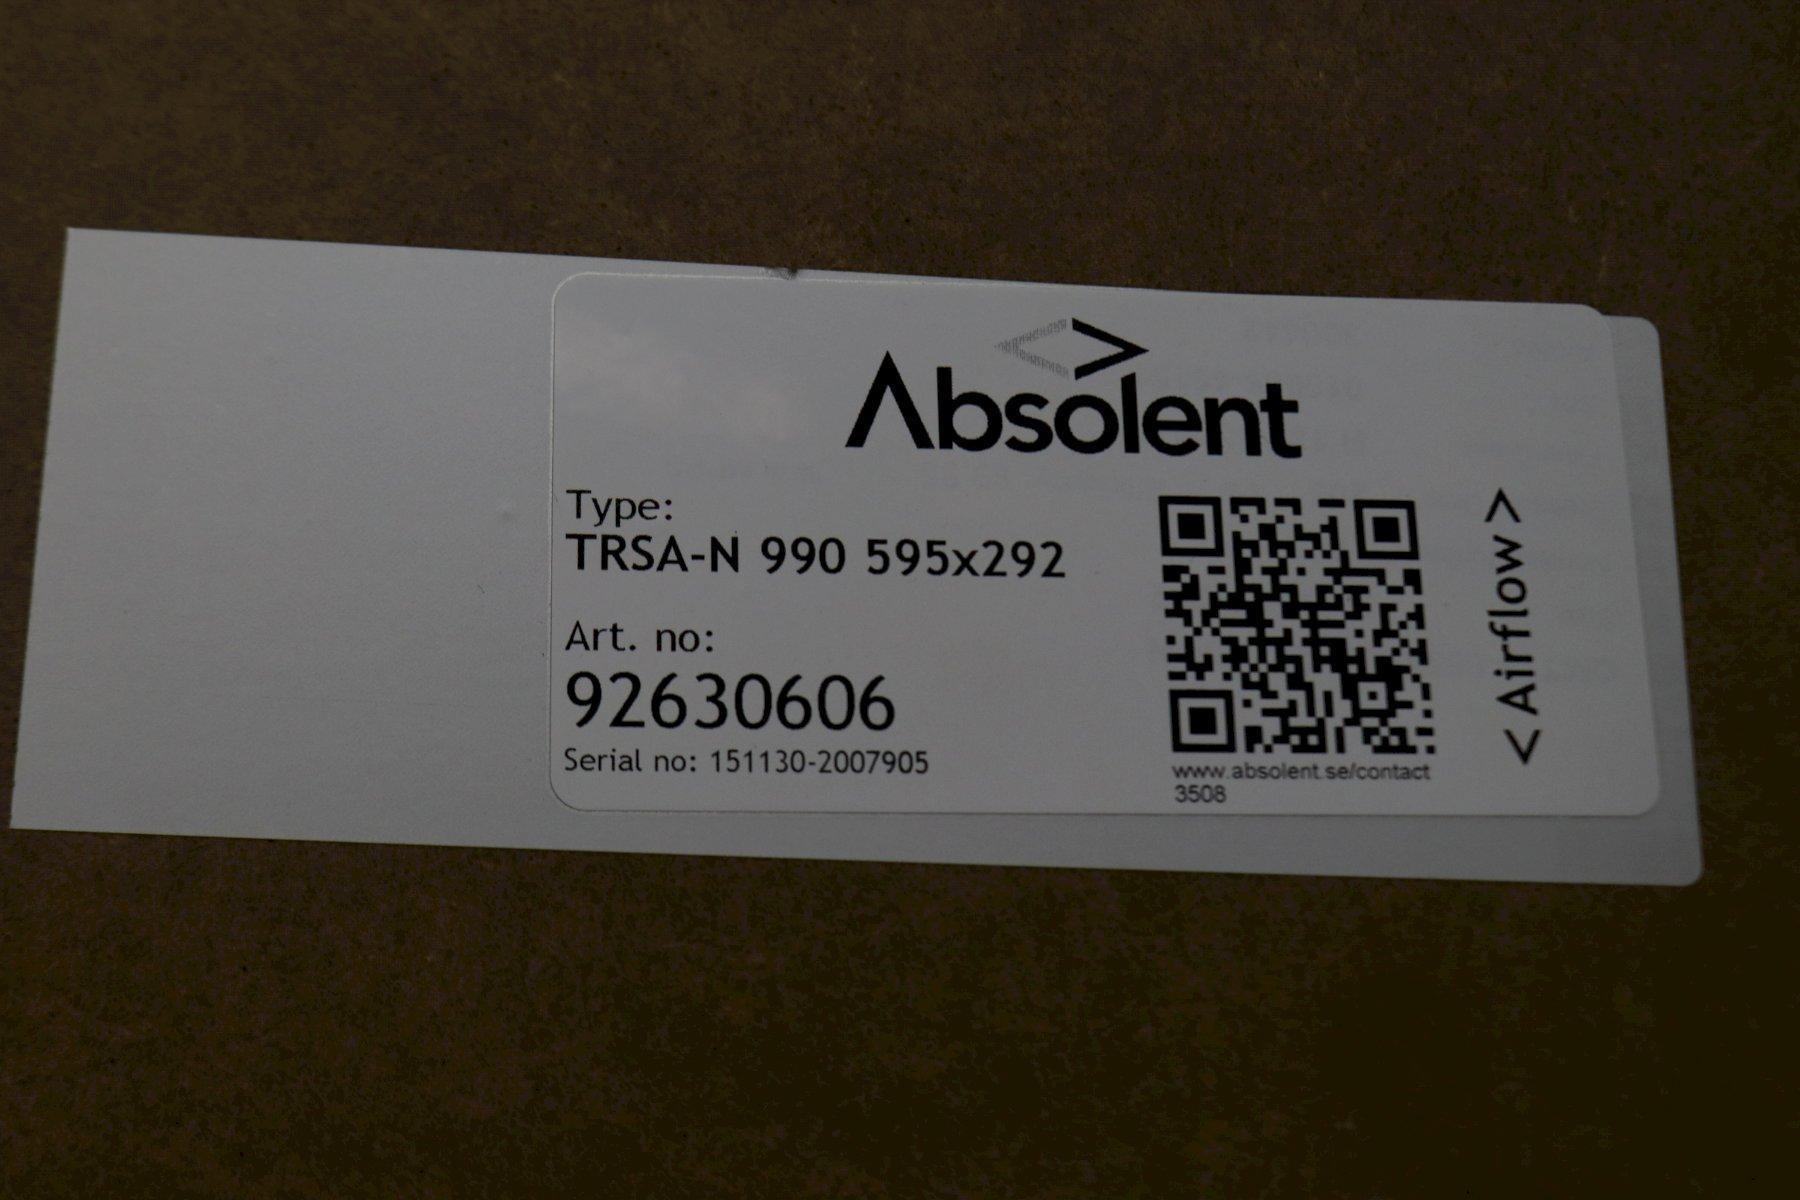 Absolent
Type:
TRSA-N 990 595x292
Art. no:
92630606
Serial no: 151130-2007905
www.absolent.se/contact
3508
< Airflow >